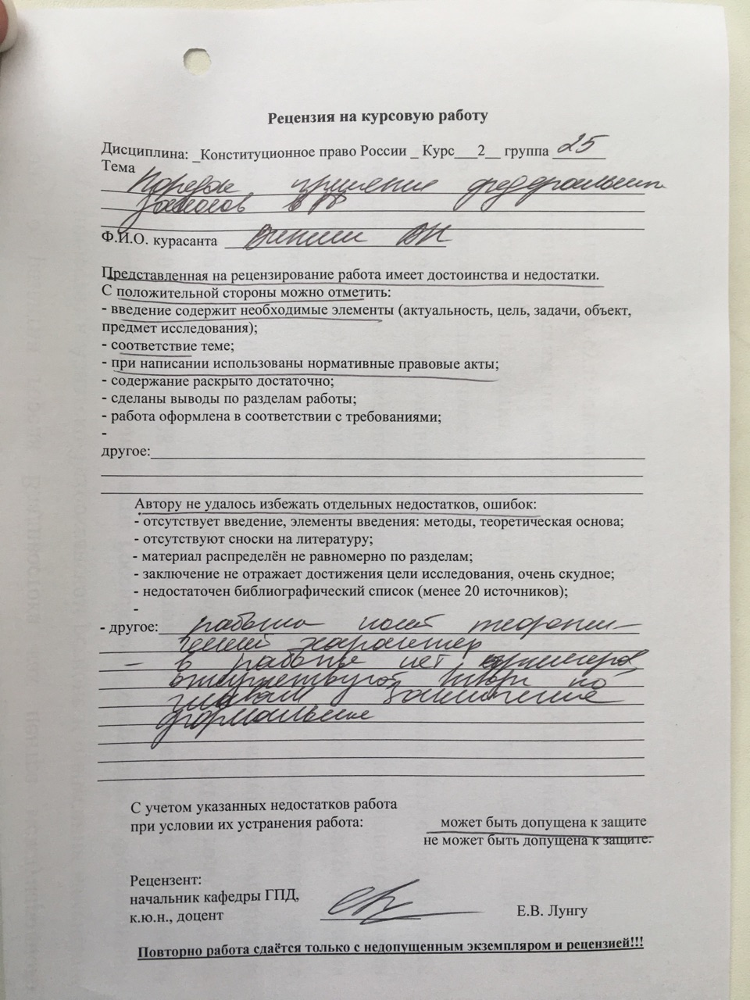 Рецензия на курсовую работу
Дисциплина: _Конституционное право России _ Курс___2__ группа 25
Тема
Порядок принятия федеральных
законов в РФ
Ф.И.О. курасанта
Представленная на рецензирование работа имеет достоинства и недостатки.
С положительной стороны можно отметить:
- введение содержит необходимые элементы (актуальность, цель, задачи, объект,
предмет исследования);
- соответствие теме;
- при написании использованы нормативные правовые акты;
- содержание раскрыто достаточно;
- сделаны выводы по разделам работы;
- работа оформлена в соответствии с требованиями;
-
другое:
Автору не удалось избежать отдельных недостатков, ошибок:
- отсутствует введение, элементы введения: методы, теоретическая основа;
- отсутствуют сноски на литературу;
- материал распределён не равномерно по разделам;
- заключение не отражает достижения цели исследования, очень скудное;
- недостаточен библиографический список (менее 20 источников);
-
- другое: работа носит теорети-
ческий характер
- в работе нет примеров,
отсутствуют по
главам заключение
формальное
С учетом указанных недостатков работа
при условии их устранения работа: может быть допущена к защите
не может быть допущена к защите.
Рецензент:
начальник кафедры ГПД,
к.ю.н., доцент Е.В. Лунгу
Повторно работа сдаётся только с недопущенным экземпляром и рецензией!!!